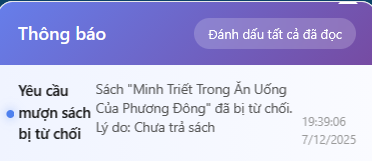 Thông báo
Đánh dấu tất cả đã đọc
Yêu cầu
mượn sách
bị từ chối
Sách "Minh Triết Trong Ăn Uống
Của Phương Đông" đã bị từ chối.
Lý do: Chưa trả sách
19:39:06
7/12/2025